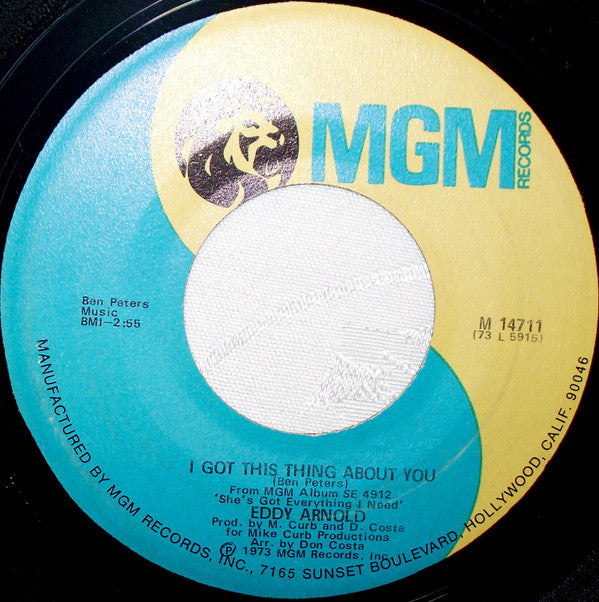 MGM
RECORDS
Ben Peters
Music
BMI-2:55
M 14711
(73 L 5915)
I GOT THIS THING ABOUT YOU
(Ben Peters)
From MGM Album SE 4912
'She's Got Everything I Need'
EDDY ARNOLD
Prod. by M. Curb and D. Costa
for Mike Curb Productions
Arr. by Don Costa
Ⓟ 1973 MGM Records, Inc.
MANUFACTURED BY MGM RECORDS, INC., 7165 SUNSET BOULEVARD, HOLLYWOOD, CALIF. 90046